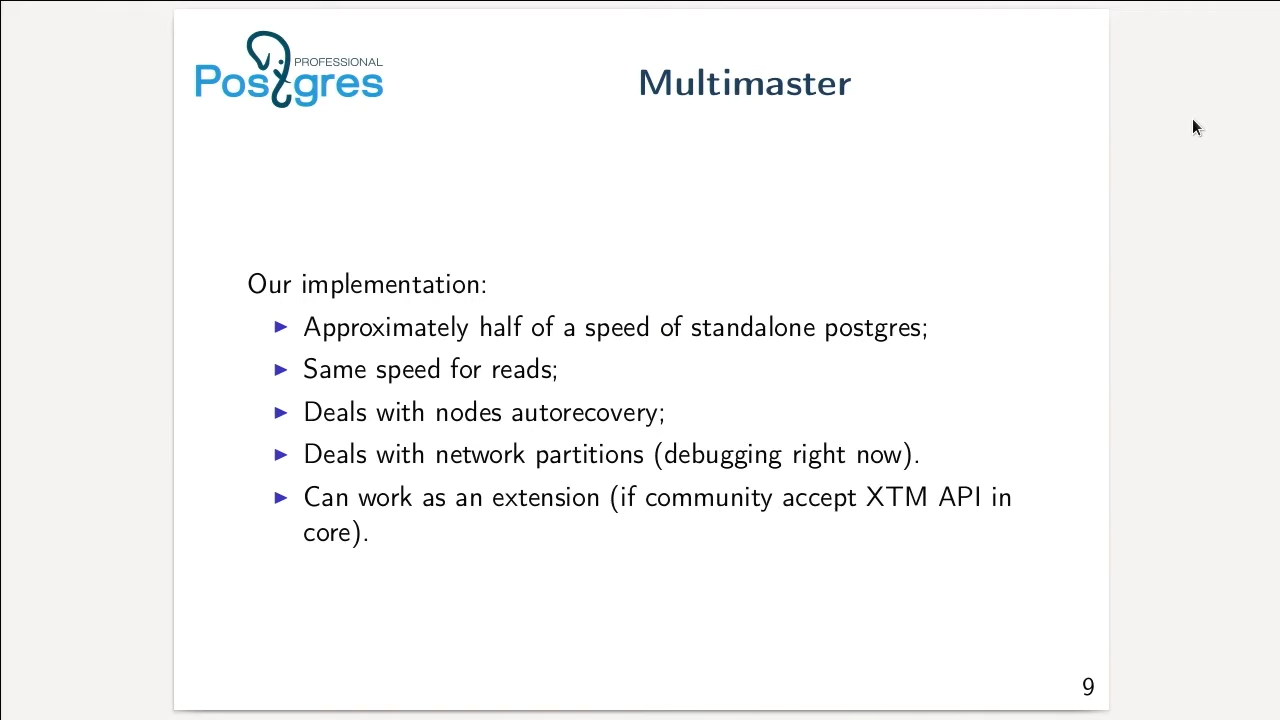 PROFESSIONAL
Postgres
Multimaster
Our implementation:
Approximately half of a speed of standalone postgres;
Same speed for reads;
Deals with nodes autorecovery;
Deals with network partitions (debugging right now).
Can work as an extension (if community accept XTM API in
core).
9